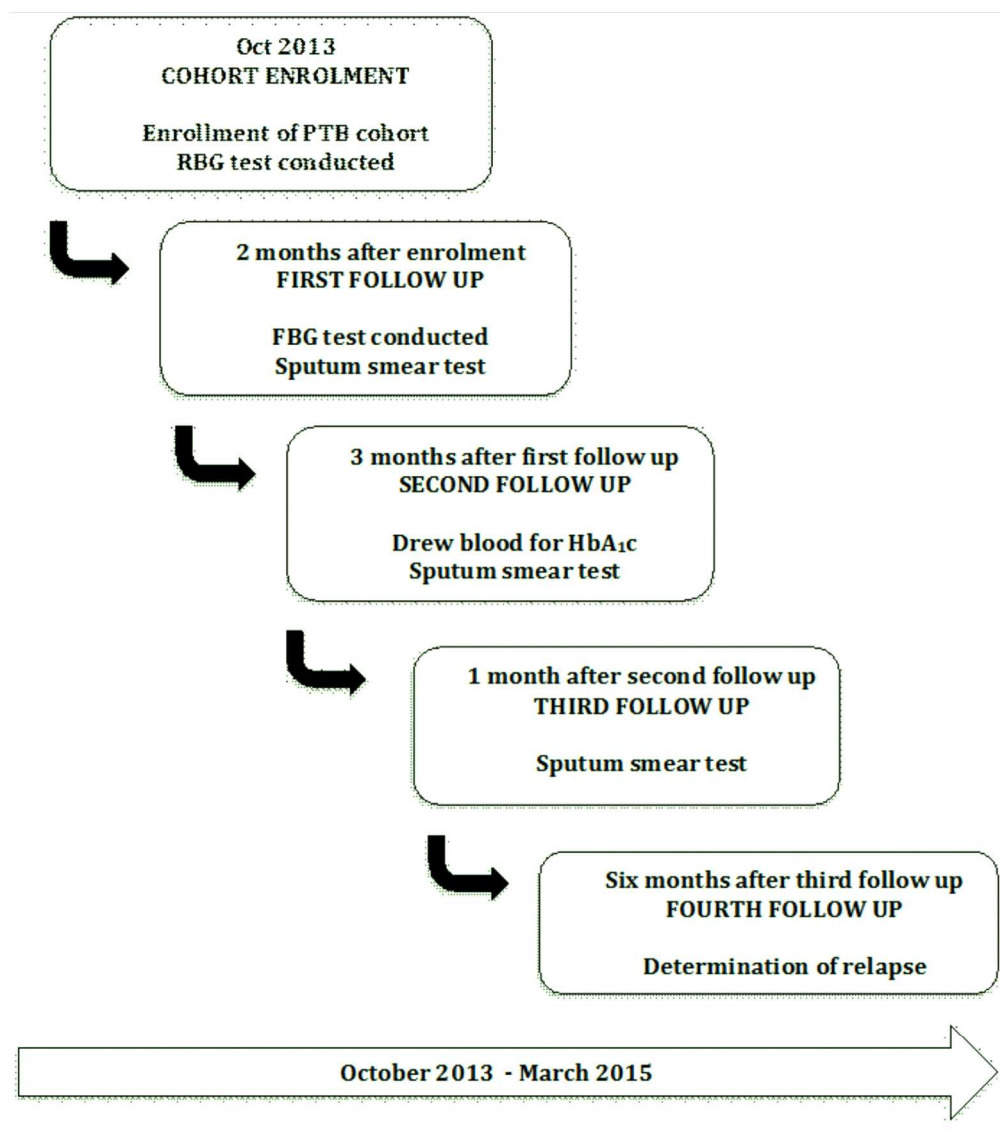 Oct 2013
COHORT ENROLMENT
Enrollment of PTB cohort
RBG test conducted
2 months after enrolment
FIRST FOLLOW UP
FBG test conducted
Sputum smear test
3 months after first follow up
SECOND FOLLOW UP
Drew blood for HbA₁c
Sputum smear test
1 month after second follow up
THIRD FOLLOW UP
Sputum smear test
Six months after third follow up
FOURTH FOLLOW UP
Determination of relapse
October 2013 - March 2015